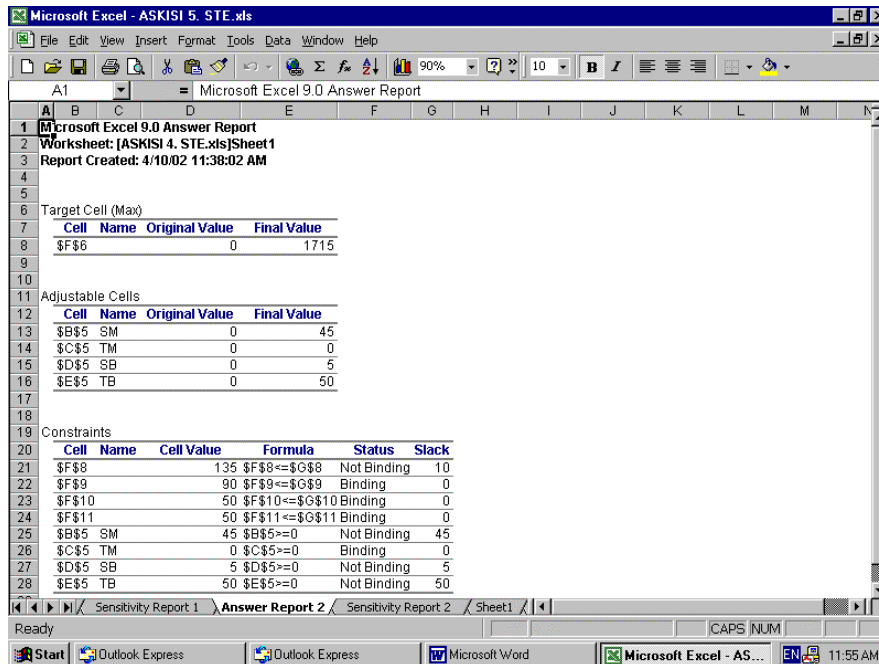 Microsoft Excel - ASKISI 5. STE.xls
File Edit View Insert Format Tools Data Window Help
90% 10 B I
A1 = Microsoft Excel 9.0 Answer Report
A B C D E F G H I J K L M N
1 Microsoft Excel 9.0 Answer Report
2 Worksheet: [ASKISI 4. STE.xls]Sheet1
3 Report Created: 4/10/02 11:38:02 AM
4
5
6 Target Cell (Max)
7 Cell Name Original Value Final Value
8 $F$6 0 1715
9
10
11 Adjustable Cells
12 Cell Name Original Value Final Value
13 $B$5 SM 0 45
14 $C$5 TM 0 0
15 $D$5 SB 0 5
16 $E$5 TB 0 50
17
18
19 Constraints
20 Cell Name Cell Value Formula Status Slack
21 $F$8 135 $F$8<=$G$8 Not Binding 10
22 $F$9 90 $F$9<=$G$9 Binding 0
23 $F$10 50 $F$10<=$G$10 Binding 0
24 $F$11 50 $F$11<=$G$11 Binding 0
25 $B$5 SM 45 $B$5>=0 Not Binding 45
26 $C$5 TM 0 $C$5>=0 Binding 0
27 $D$5 SB 5 $D$5>=0 Not Binding 5
28 $E$5 TB 50 $E$5>=0 Not Binding 50
Sensitivity Report 1 Answer Report 2 Sensitivity Report 2 Sheet1
Ready CAPS NUM
Start Outlook Express Outlook Express Microsoft Word Microsoft Excel - AS... EN 11:55 AM